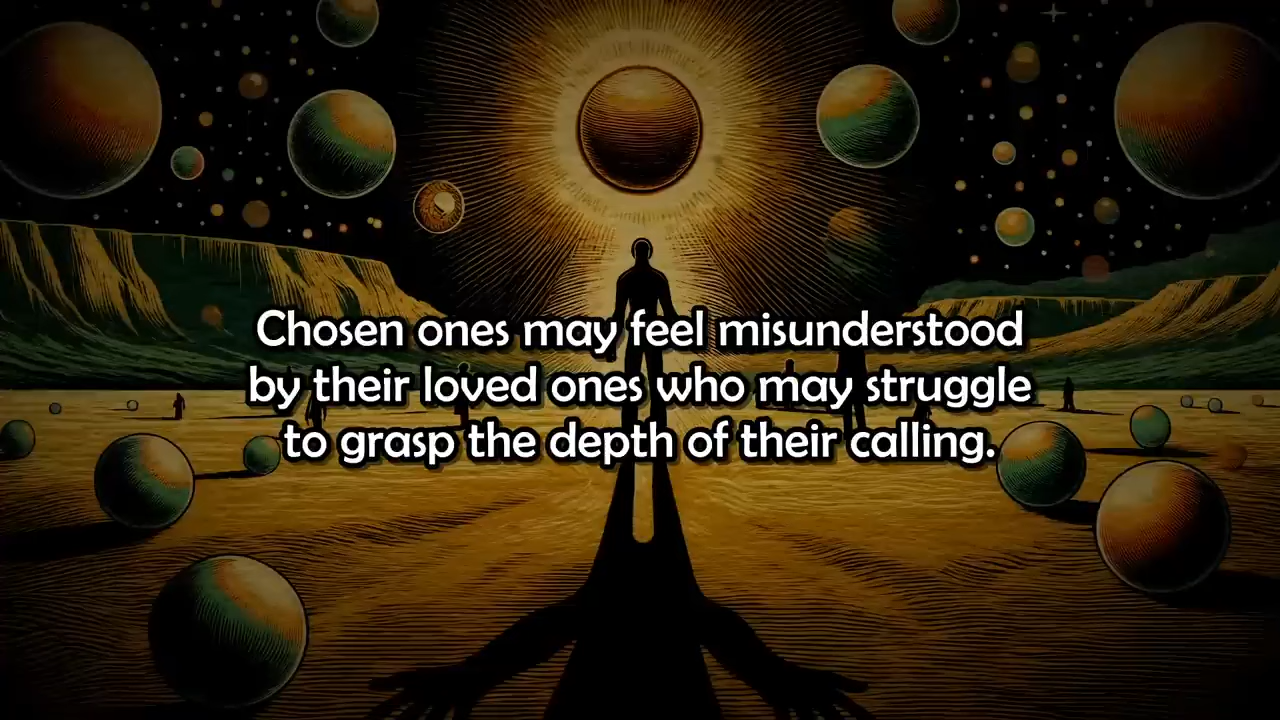 Chosen ones may feel misunderstood
by their loved ones who may struggle
to grasp the depth of their calling.